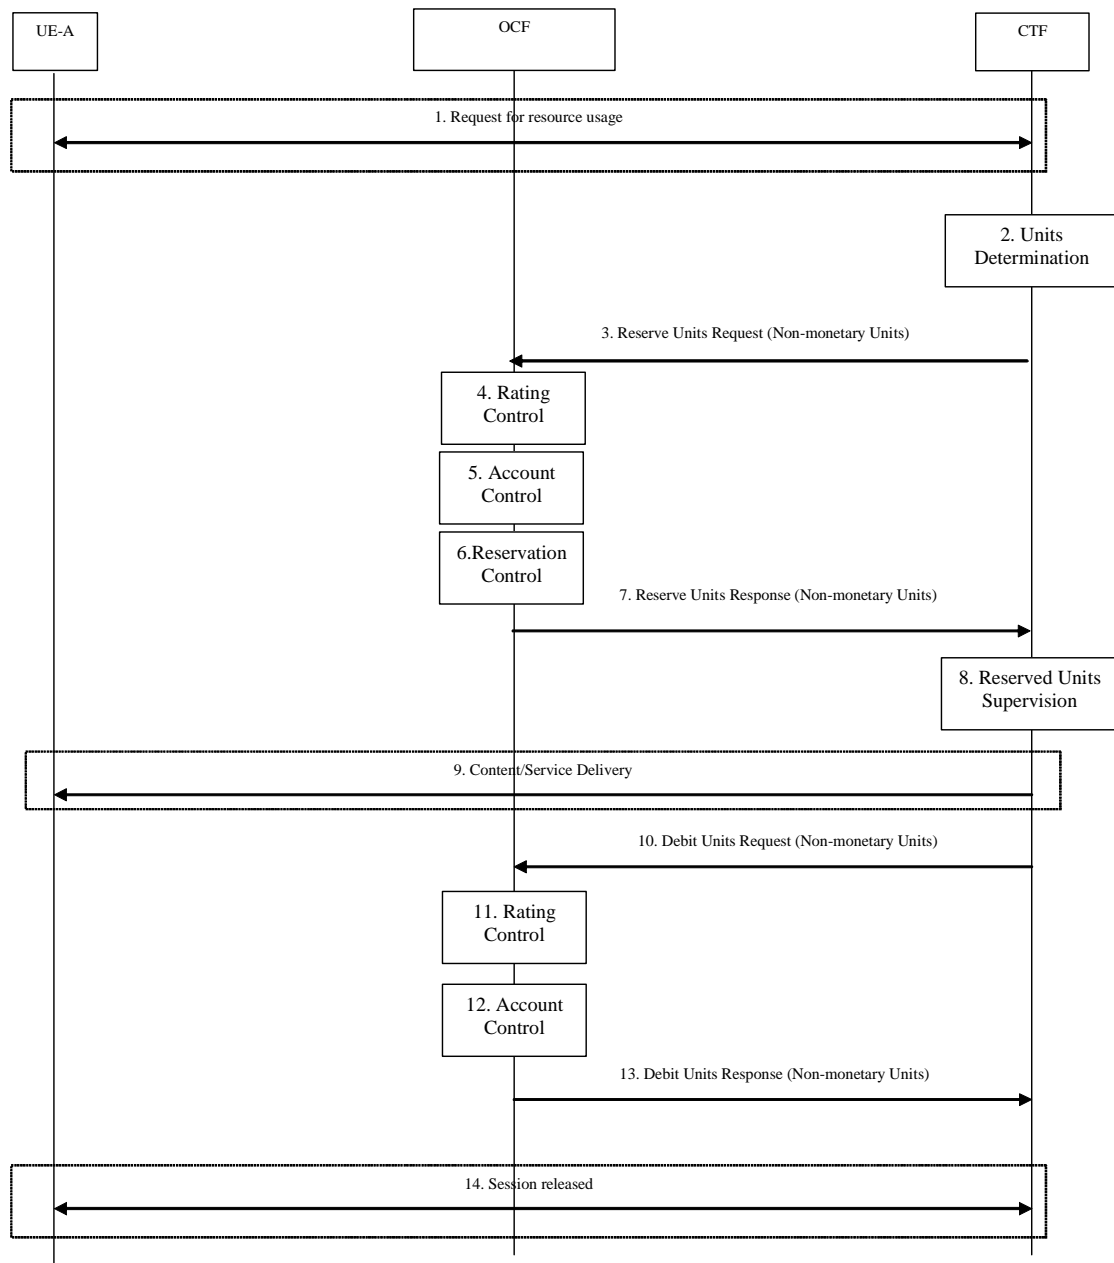 UE-A
OCF
CTF
1. Request for resource usage
2. Units
Determination
3. Reserve Units Request (Non-monetary Units)
4. Rating
Control
5. Account
Control
6.Reservation
Control
7. Reserve Units Response (Non-monetary Units)
8. Reserved Units
Supervision
9. Content/Service Delivery
10. Debit Units Request (Non-monetary Units)
11. Rating
Control
12. Account
Control
13. Debit Units Response (Non-monetary Units)
14. Session released